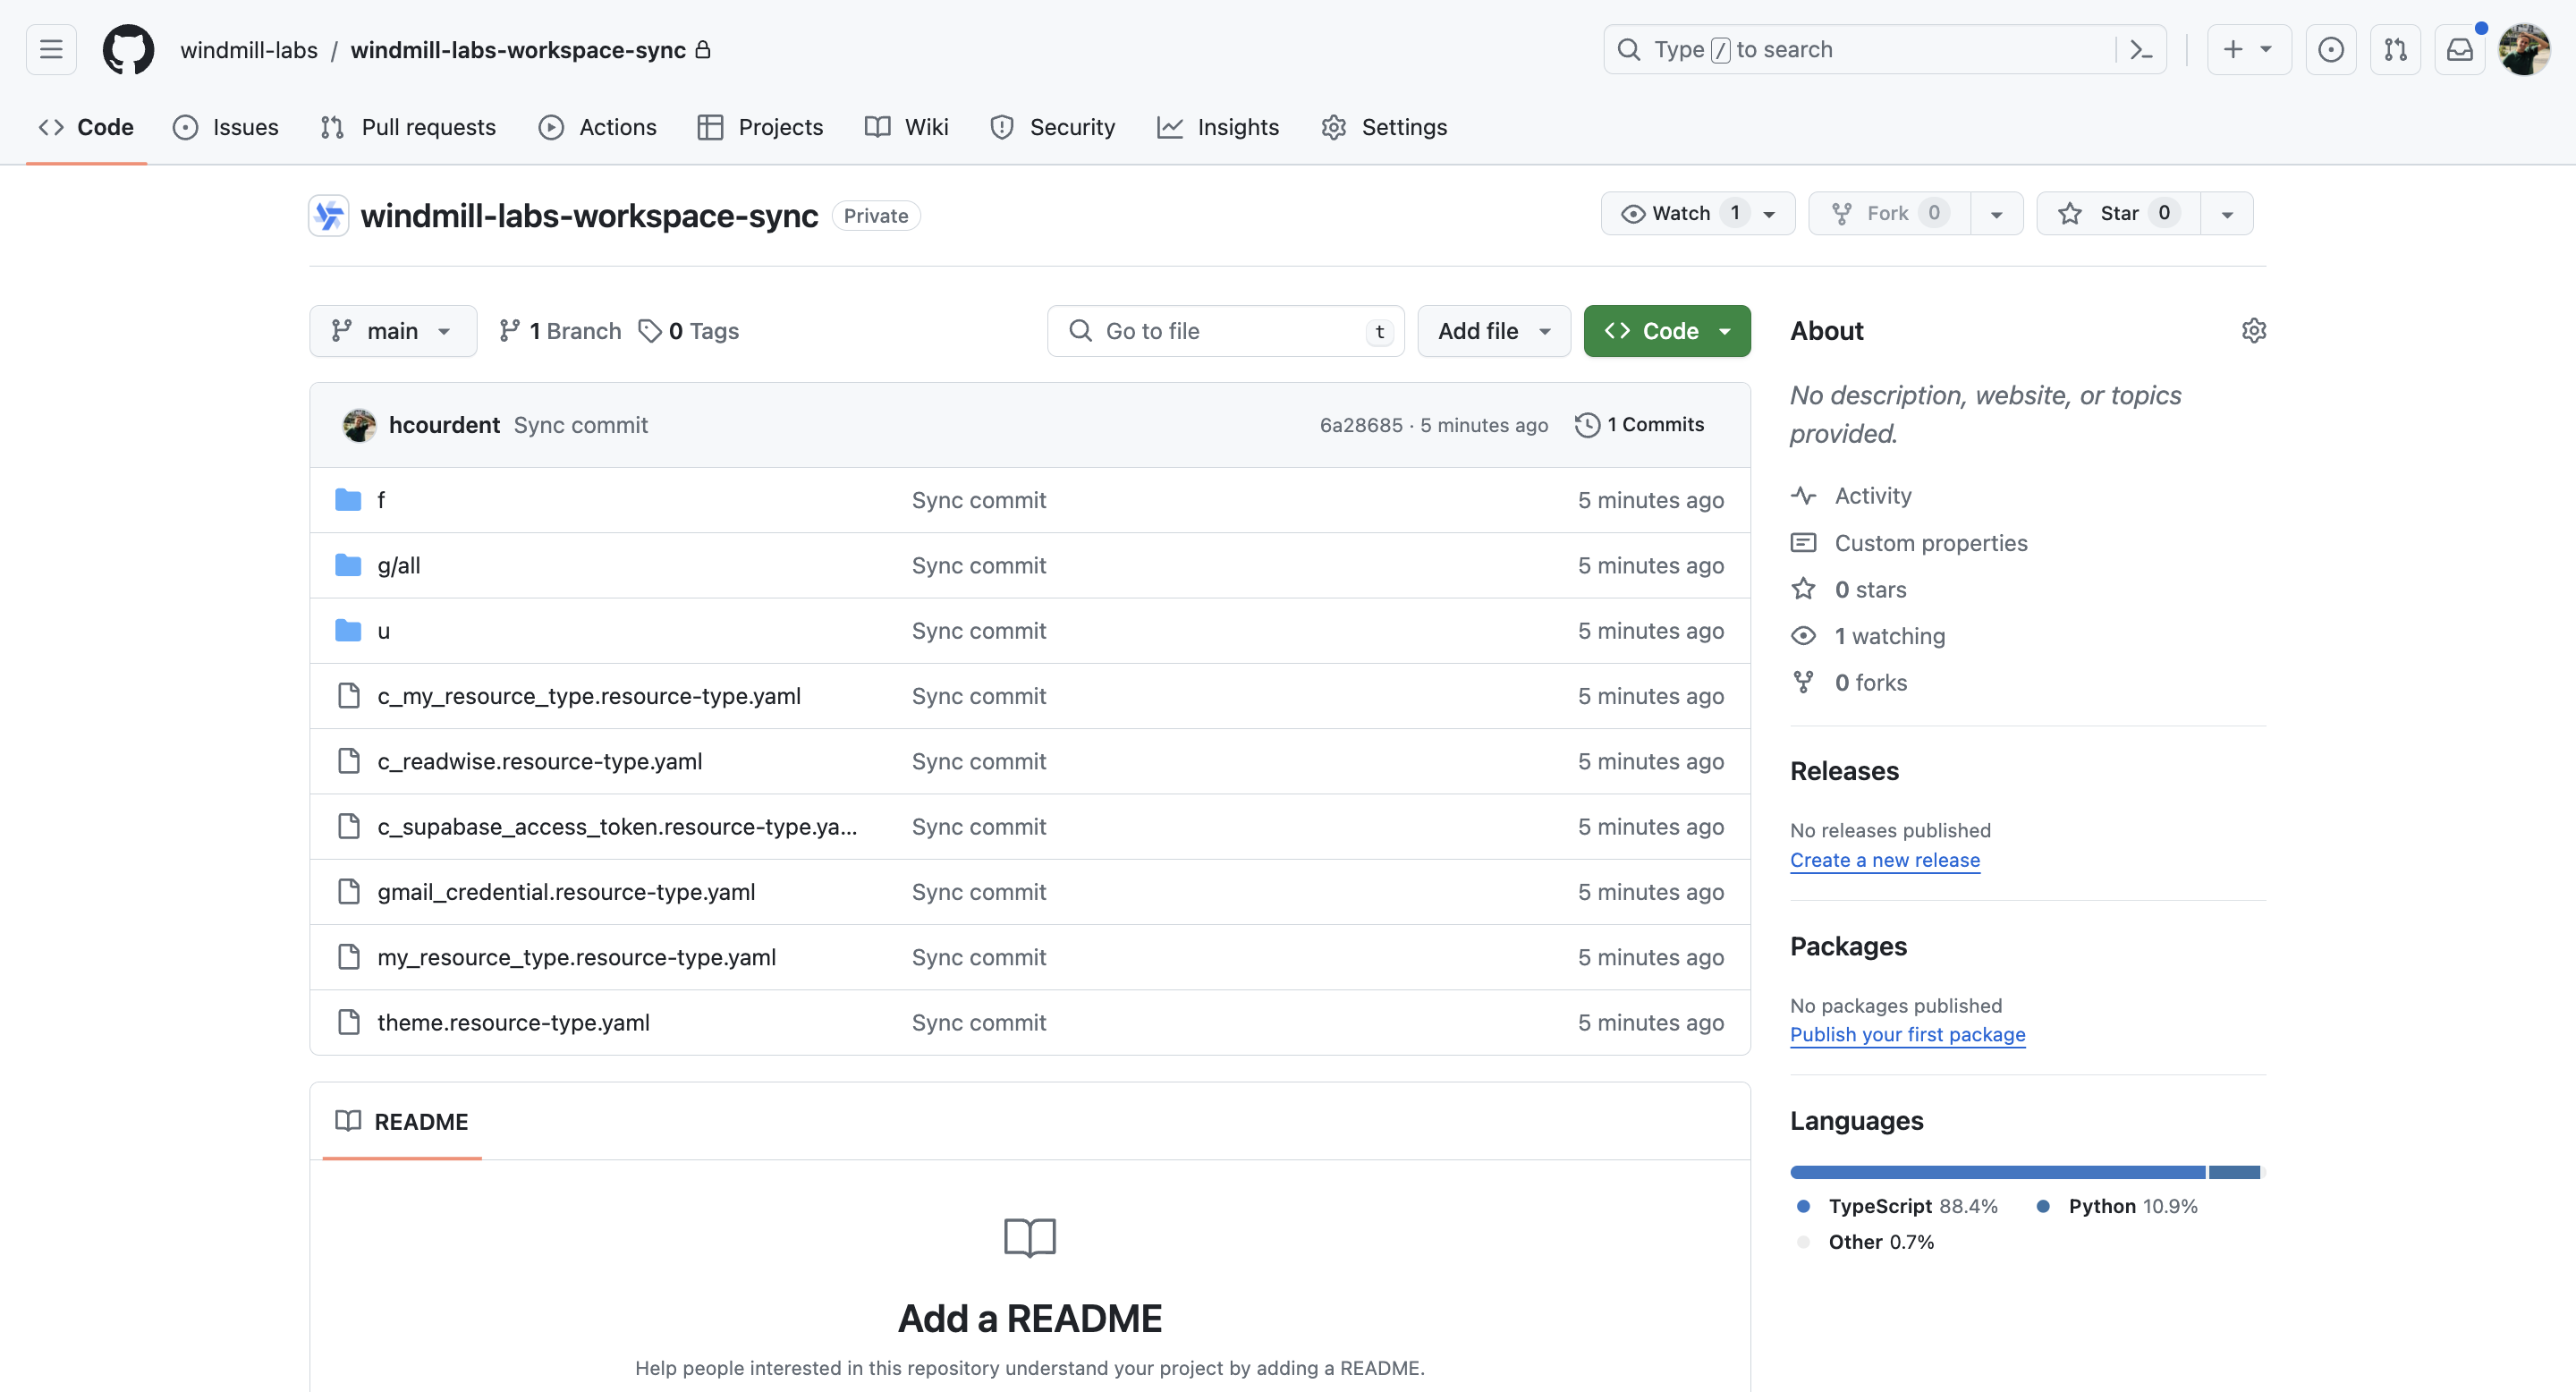 windmill-labs / windmill-labs-workspace-sync
Type / to search
Code Issues Pull requests Actions Projects Wiki Security Insights Settings
windmill-labs-workspace-sync Private
Watch 1 Fork 0 Star 0
main 1 Branch 0 Tags Go to file t Add file Code
hcourdent Sync commit 6a28685 · 5 minutes ago 1 Commits
f Sync commit 5 minutes ago
g/all Sync commit 5 minutes ago
u Sync commit 5 minutes ago
c_my_resource_type.resource-type.yaml Sync commit 5 minutes ago
c_readwise.resource-type.yaml Sync commit 5 minutes ago
c_supabase_access_token.resource-type.ya... Sync commit 5 minutes ago
gmail_credential.resource-type.yaml Sync commit 5 minutes ago
my_resource_type.resource-type.yaml Sync commit 5 minutes ago
theme.resource-type.yaml Sync commit 5 minutes ago
README
Add a README
Help people interested in this repository understand your project by adding a README.
About
No description, website, or topics
provided.
Activity
Custom properties
0 stars
1 watching
0 forks
Releases
No releases published
Create a new release
Packages
No packages published
Publish your first package
Languages
TypeScript 88.4% Python 10.9%
Other 0.7%